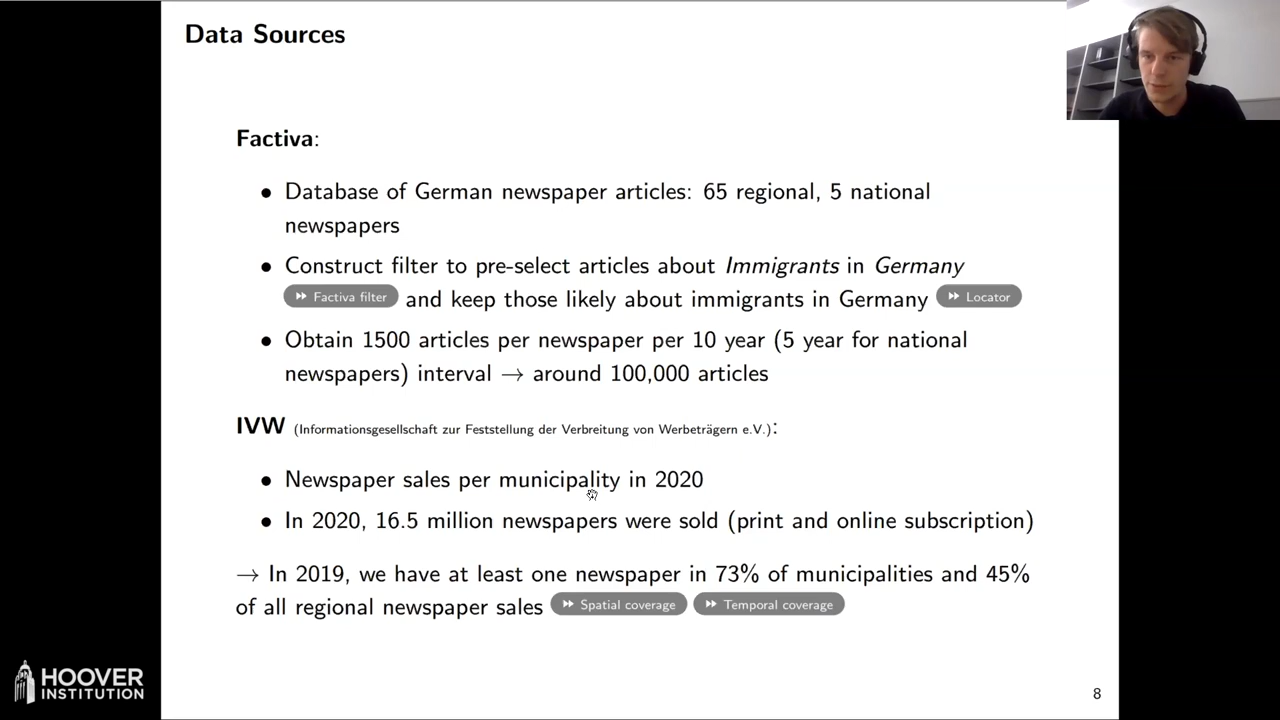 Data Sources
Factiva:
• Database of German newspaper articles: 65 regional, 5 national
newspapers
• Construct filter to pre-select articles about Immigrants in Germany
Factiva filter and keep those likely about immigrants in Germany Locator
• Obtain 1500 articles per newspaper per 10 year (5 year for national
newspapers) interval → around 100,000 articles
IVW (Informationsgesellschaft zur Feststellung der Verbreitung von Werbeträgern e.V.):
• Newspaper sales per municipality in 2020
• In 2020, 16.5 million newspapers were sold (print and online subscription)
→ In 2019, we have at least one newspaper in 73% of municipalities and 45%
of all regional newspaper sales Spatial coverage Temporal coverage
HOOVER
INSTITUTION
8